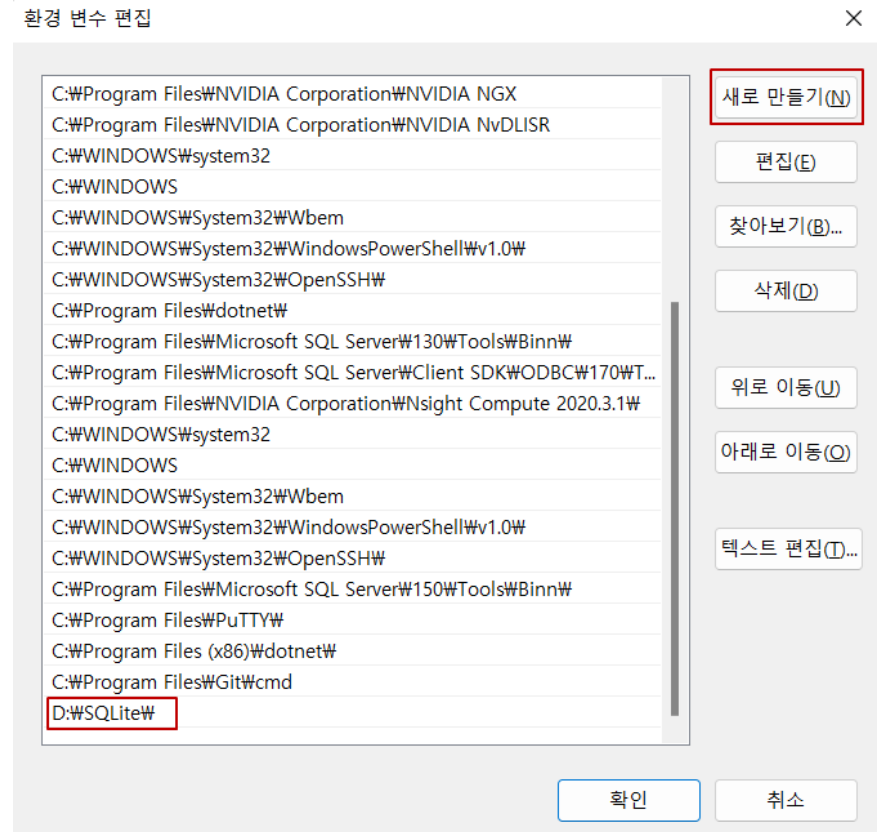 환경 변수 편집
C:₩Program Files₩NVIDIA Corporation₩NVIDIA NGX
C:₩Program Files₩NVIDIA Corporation₩NVIDIA NvDLISR
C:₩WINDOWS₩system32
C:₩WINDOWS
C:₩WINDOWS₩System32₩Wbem
C:₩WINDOWS₩System32₩WindowsPowerShell₩v1.0₩
C:₩WINDOWS₩System32₩OpenSSH₩
C:₩Program Files₩dotnet₩
C:₩Program Files₩Microsoft SQL Server₩130₩Tools₩Binn₩
C:₩Program Files₩Microsoft SQL Server₩Client SDK₩ODBC₩170₩T...
C:₩Program Files₩NVIDIA Corporation₩Nsight Compute 2020.3.1₩
C:₩WINDOWS₩system32
C:₩WINDOWS
C:₩WINDOWS₩System32₩Wbem
C:₩WINDOWS₩System32₩WindowsPowerShell₩v1.0₩
C:₩WINDOWS₩System32₩OpenSSH₩
C:₩Program Files₩Microsoft SQL Server₩150₩Tools₩Binn₩
C:₩Program Files₩PuTTY₩
C:₩Program Files (x86)₩dotnet₩
C:₩Program Files₩Git₩cmd
D:₩SQLite₩
새로 만들기(N)
편집(E)
찾아보기(B)...
삭제(D)
위로 이동(U)
아래로 이동(O)
텍스트 편집(T)...
확인
취소